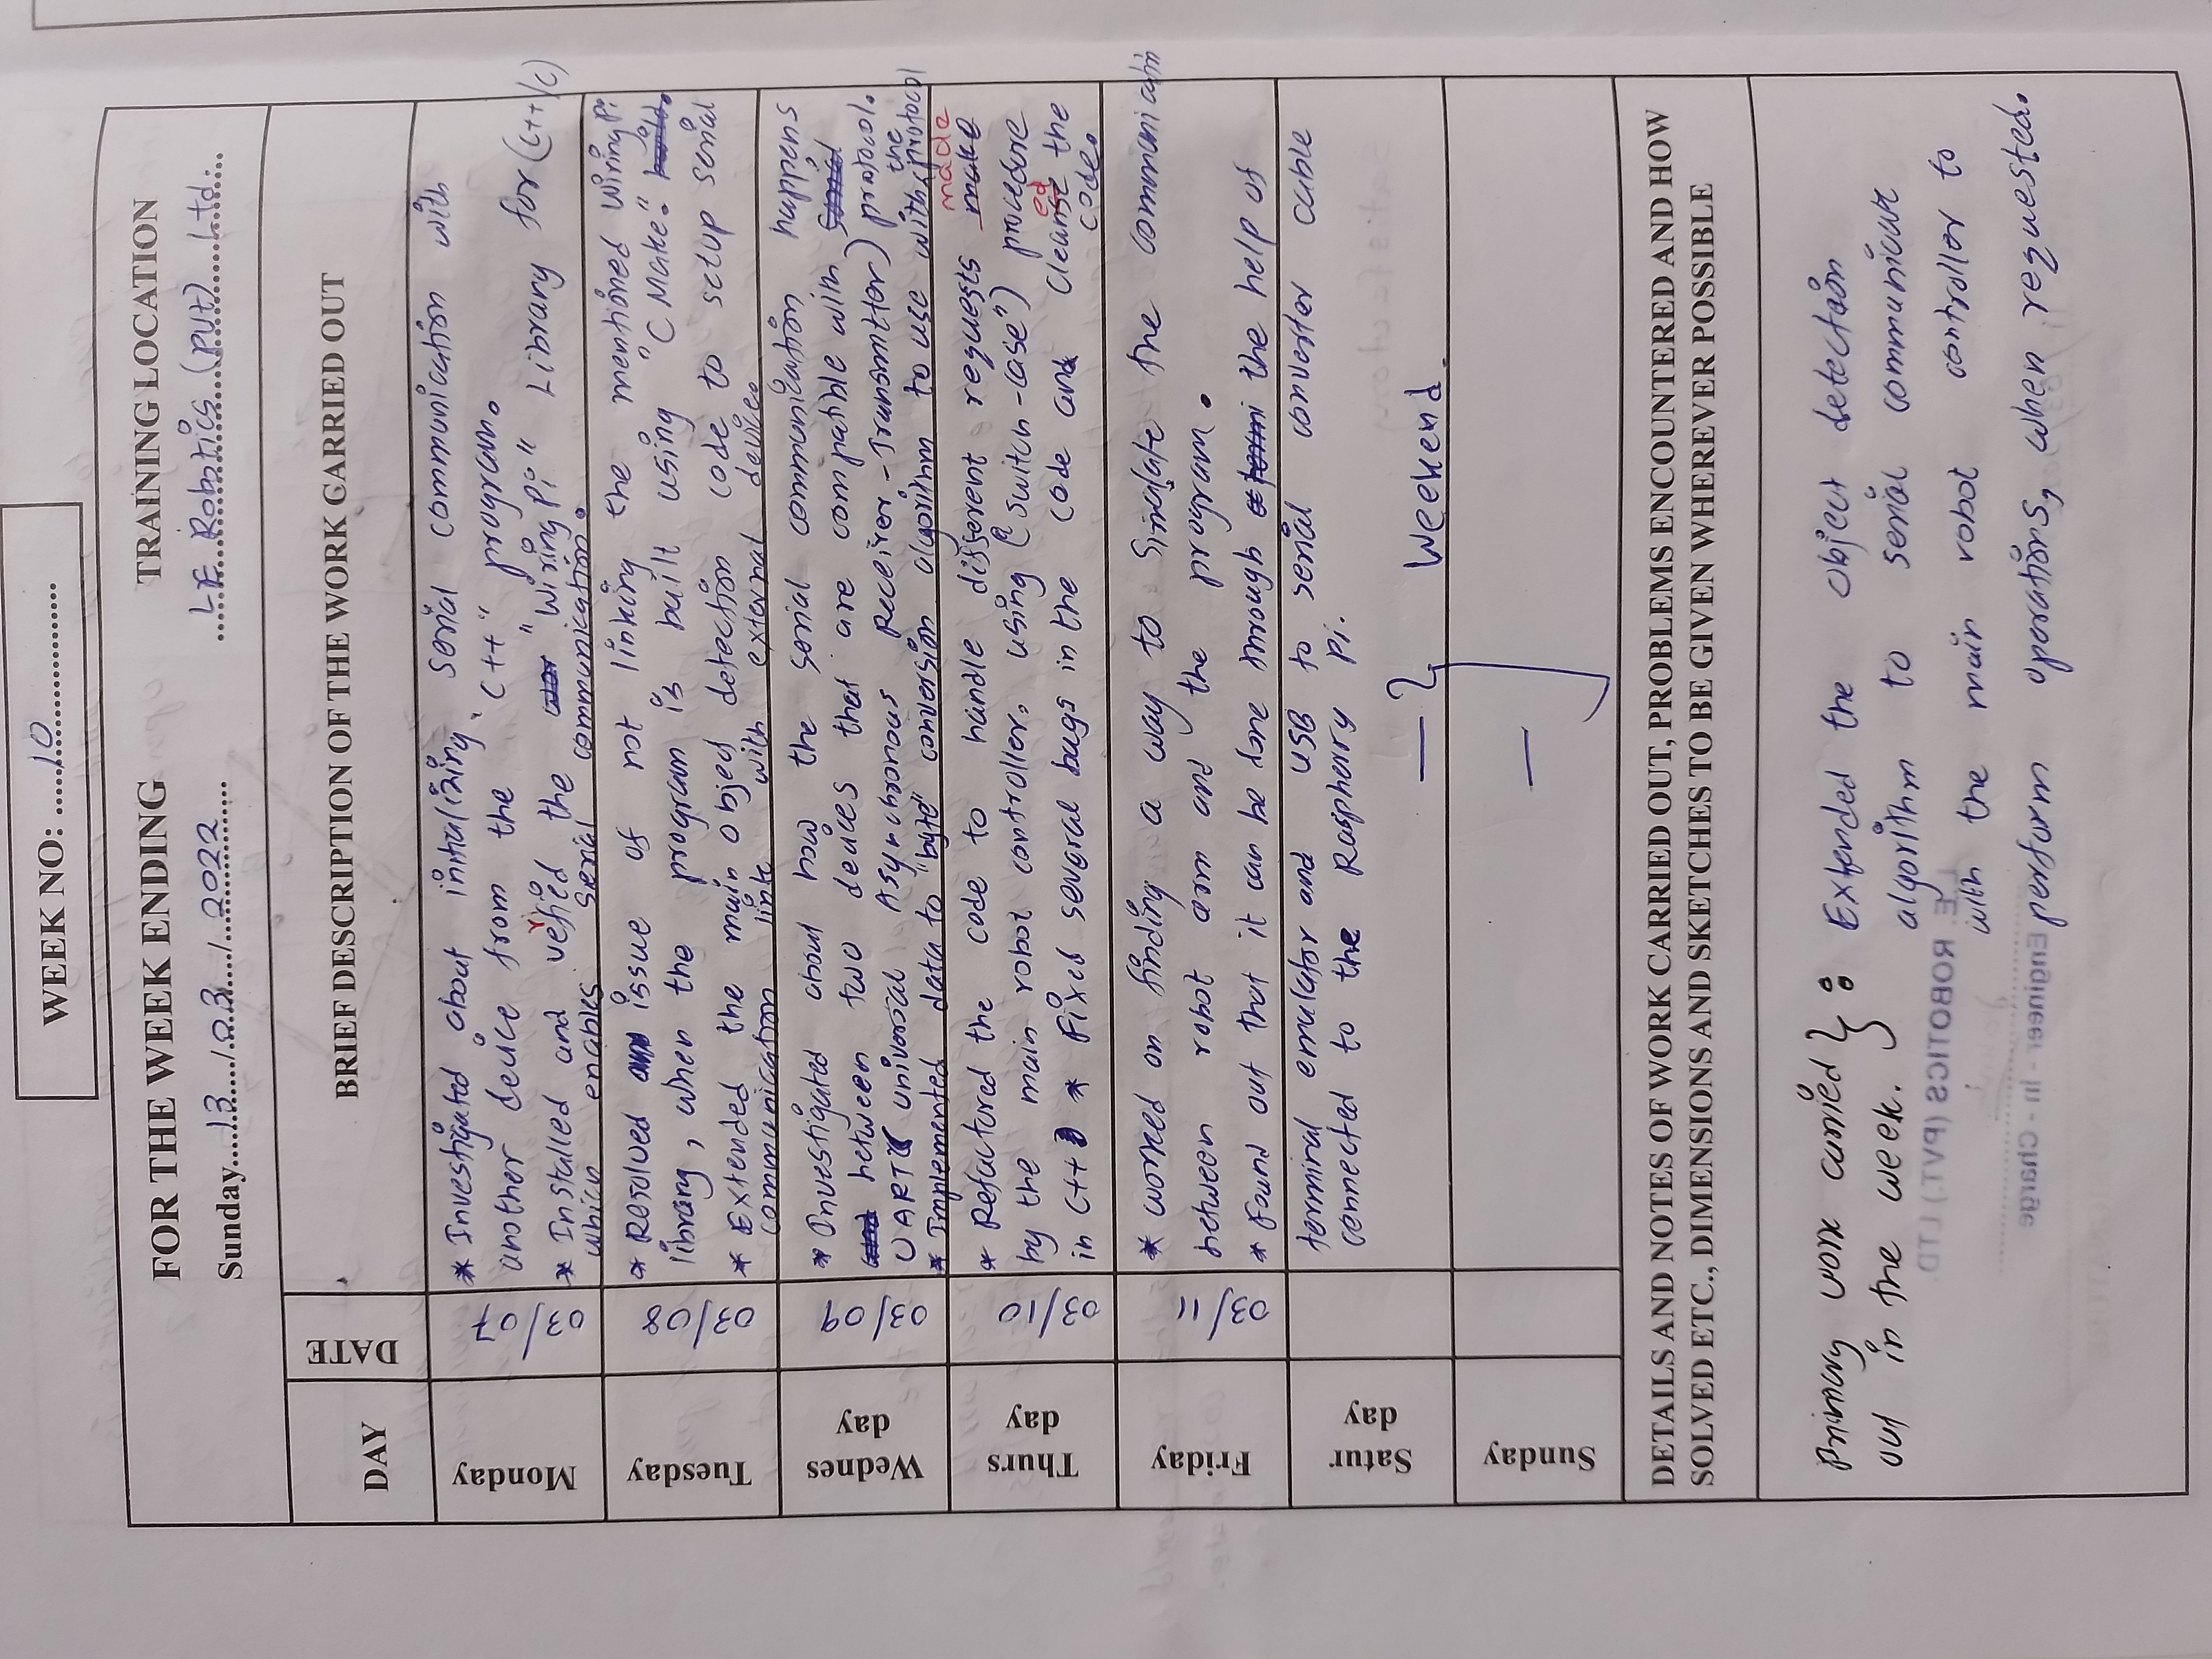 WEEK NO: .....10....................
FOR THE WEEK ENDING
Sunday....13..../..03..../...2022......
TRAINING LOCATION
LE Robotics (PVT) Ltd.
DAY
DATE
BRIEF DESCRIPTION OF THE WORK CARRIED OUT
Monday
03/07
* Investigated about initializing serial communication with
another device from the "C++" program.
* Installed and verfied the "WiringPi" Library for (C++/C)
which enables serial communication.
Tuesday
03/08
* Resolved issue of not linking the mentioned WiringPi
library, when the program is built using "CMake".
* Extended the main object detection code to setup serial
communication link with external device.
Wednes
day
03/09
* Investigated about how the serial communication happens
between two devices that are compatible with
UART( universal Asynchronous Receiver-Transmitter) protocol.
* Implemented data to "byte" conversion algorithm to use with the protocol
Thurs
day
03/10
* Refactored the code to handle different requests made
by the main robot controller. using ("switch-case") procedure
in C++ * Fixed several bugs in the code and cleaned the
code.
Friday
03/11
* worked on finding a way to Simulate the communicatin
between robot arm and the program.
* Found out that it can be done through the help of
Satur
day
terminal emulator and USB to serial converter cable
connected to the Raspberry Pi.
Weekend.
Sunday
DETAILS AND NOTES OF WORK CARRIED OUT, PROBLEMS ENCOUNTERED AND HOW
SOLVED ETC., DIMENSIONS AND SKETCHES TO BE GIVEN WHEREVER POSSIBLE
Primary work carried } : Extended the object detection
out in the week. algorithm to serial communicate
with the main robot controller to
perform operations, when requested.
L.E. ROBOTICS (PVT.) LTD.
Engineer - In - Charge